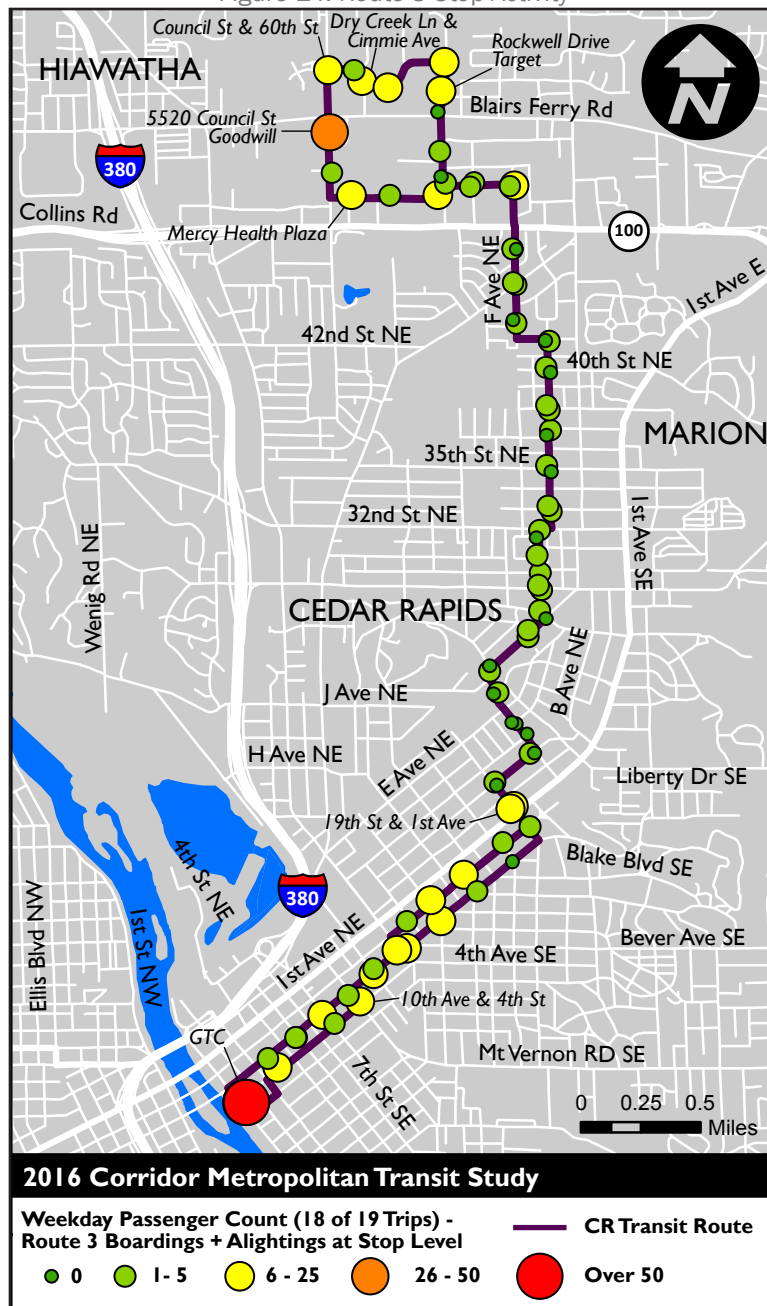 Council St & 60th St
Dry Creek Ln &
Cimmie Ave
Rockwell Drive
Target
HIAWATHA
N
Blairs Ferry Rd
5520 Council St
Goodwill
380
Collins Rd
Mercy Health Plaza
100
F Ave NE
1st Ave E
42nd St NE
40th St NE
MARION
35th St NE
32nd St NE
1st Ave SE
Wenig Rd NE
CEDAR RAPIDS
B Ave NE
J Ave NE
H Ave NE
E Ave NE
Liberty Dr SE
19th St & 1st Ave
4th St NE
Blake Blvd SE
380
Ellis Blvd NW
1st St NW
1st Ave NE
4th Ave SE
Bever Ave SE
10th Ave & 4th St
GTC
Mt Vernon RD SE
7th St SE
0 0.25 0.5
Miles
2016 Corridor Metropolitan Transit Study
Weekday Passenger Count (18 of 19 Trips) -
Route 3 Boardings + Alightings at Stop Level
CR Transit Route
0 1- 5 6 - 25 26 - 50 Over 50